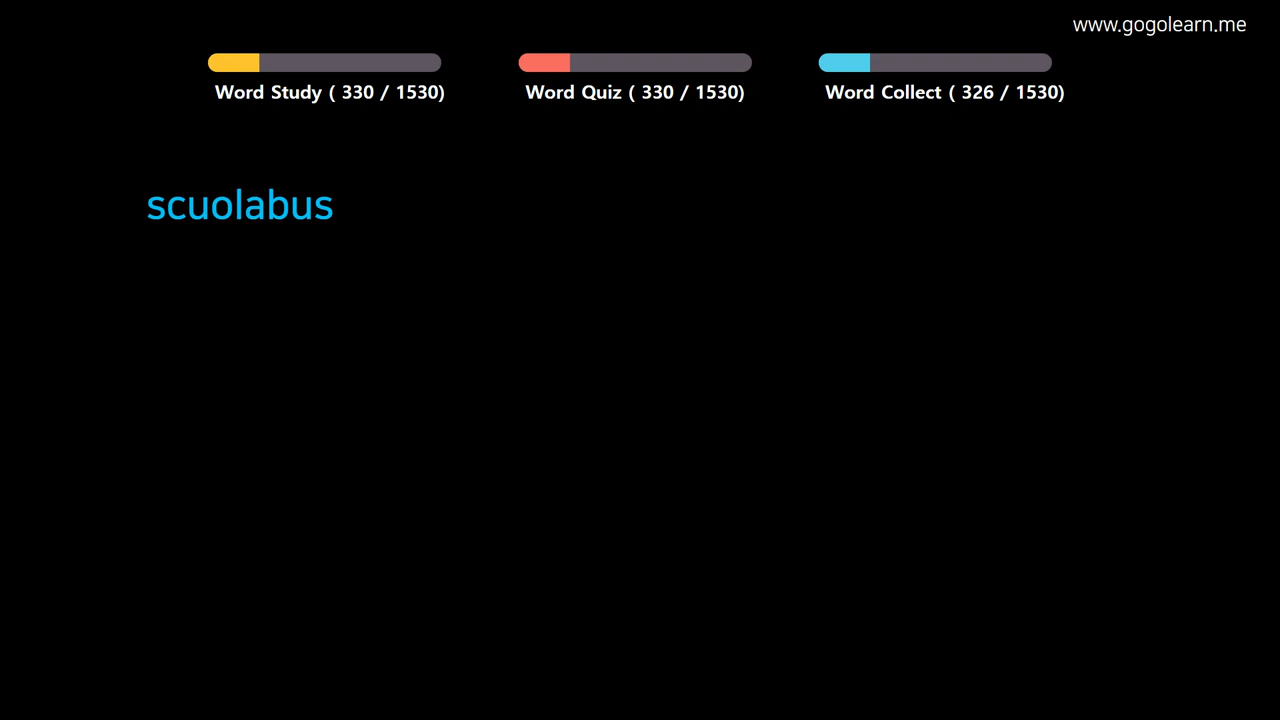 www.gogolearn.me
Word Study ( 330 / 1530)
Word Quiz ( 330 / 1530)
Word Collect ( 326 / 1530)
scuolabus